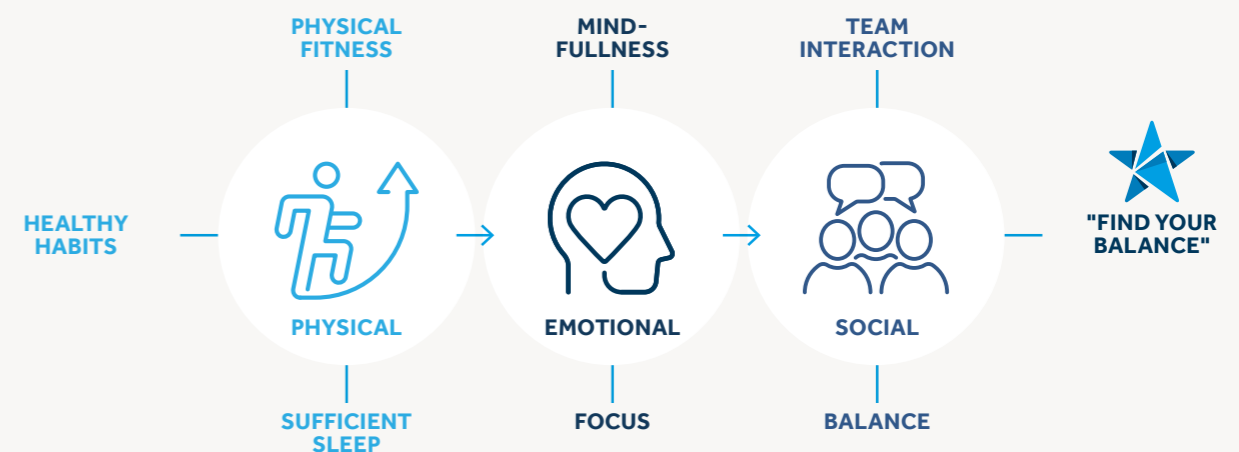 PHYSICAL
FITNESS
MIND-
FULLNESS
TEAM
INTERACTION
HEALTHY
HABITS
"FIND YOUR
BALANCE"
PHYSICAL
EMOTIONAL
SOCIAL
SUFFICIENT
SLEEP
FOCUS
BALANCE